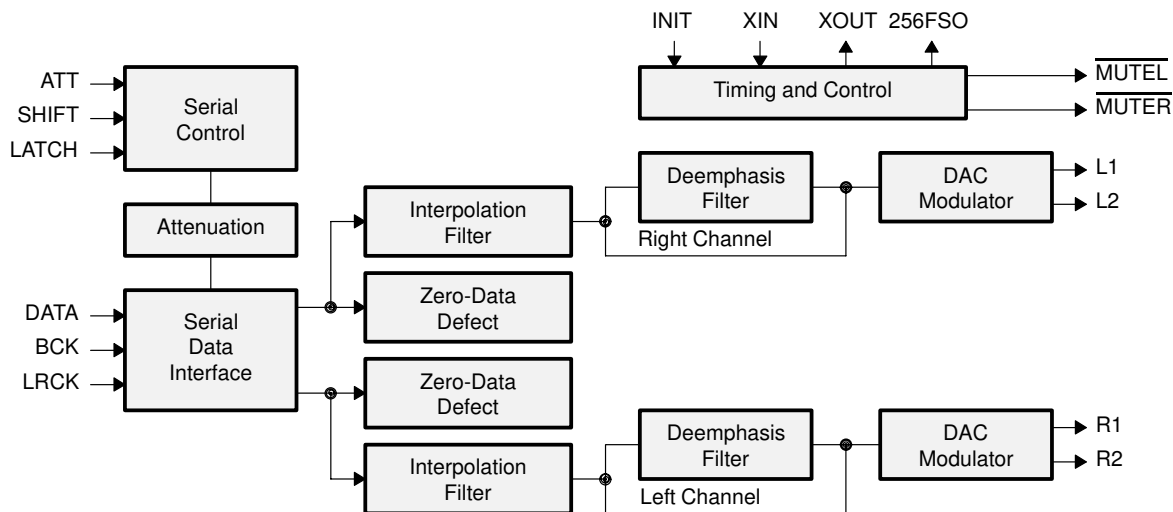 INIT XIN XOUT 256FSO
ATT
SHIFT
LATCH
Serial
Control
Timing and Control
MUTEL
MUTER
Attenuation
Interpolation
Filter
Deemphasis
Filter
Right Channel
DAC
Modulator
L1
L2
DATA
BCK
LRCK
Serial
Data
Interface
Zero-Data
Defect
Zero-Data
Defect
Interpolation
Filter
Deemphasis
Filter
Left Channel
DAC
Modulator
R1
R2